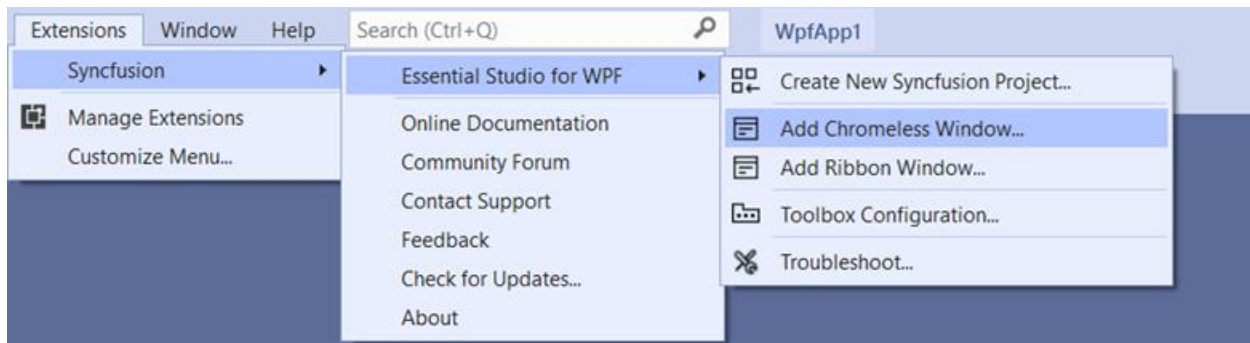 Extensions Window Help Search (Ctrl+Q) WpfApp1
Syncfusion
Manage Extensions
Customize Menu...
Essential Studio for WPF
Online Documentation
Community Forum
Contact Support
Feedback
Check for Updates...
About
Create New Syncfusion Project...
Add Chromeless Window...
Add Ribbon Window...
Toolbox Configuration...
Troubleshoot...